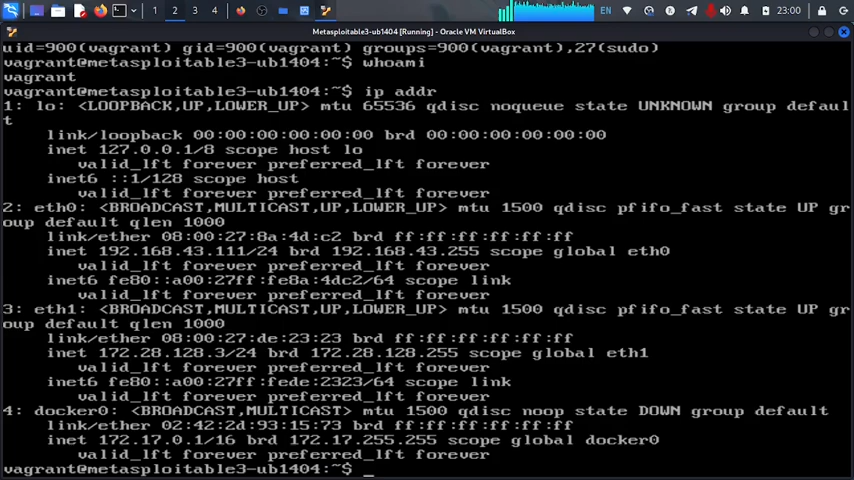 1 2 3 4 EN 23:00
Metasploitable3-ub1404 [Running] - Oracle VM VirtualBox
uid=900(vagrant) gid=900(vagrant) groups=900(vagrant),27(sudo)
vagrant@metasploitable3-ub1404:~$ whoami
vagrant
vagrant@metasploitable3-ub1404:~$ ip addr
1: lo: <LOOPBACK,UP,LOWER_UP> mtu 65536 qdisc noqueue state UNKNOWN group defaul
t
    link/loopback 00:00:00:00:00:00 brd 00:00:00:00:00:00
    inet 127.0.0.1/8 scope host lo
       valid_lft forever preferred_lft forever
    inet6 ::1/128 scope host
       valid_lft forever preferred_lft forever
2: eth0: <BROADCAST,MULTICAST,UP,LOWER_UP> mtu 1500 qdisc pfifo_fast state UP gr
oup default qlen 1000
    link/ether 08:00:27:8a:4d:c2 brd ff:ff:ff:ff:ff:ff
    inet 192.168.43.111/24 brd 192.168.43.255 scope global eth0
       valid_lft forever preferred_lft forever
    inet6 fe80::a00:27ff:fe8a:4dc2/64 scope link
       valid_lft forever preferred_lft forever
3: eth1: <BROADCAST,MULTICAST,UP,LOWER_UP> mtu 1500 qdisc pfifo_fast state UP gr
oup default qlen 1000
    link/ether 08:00:27:de:23:23 brd ff:ff:ff:ff:ff:ff
    inet 172.28.128.3/24 brd 172.28.128.255 scope global eth1
       valid_lft forever preferred_lft forever
    inet6 fe80::a00:27ff:fede:2323/64 scope link
       valid_lft forever preferred_lft forever
4: docker0: <BROADCAST,MULTICAST> mtu 1500 qdisc noop state DOWN group default
    link/ether 02:42:2d:93:15:73 brd ff:ff:ff:ff:ff:ff
    inet 172.17.0.1/16 brd 172.17.255.255 scope global docker0
       valid_lft forever preferred_lft forever
vagrant@metasploitable3-ub1404:~$ _